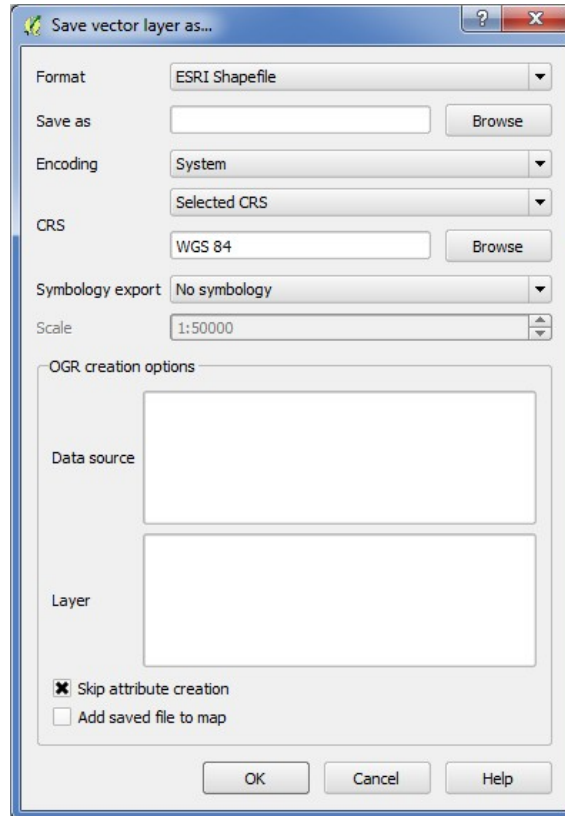 Save vector layer as...
?
Format ESRI Shapefile
Save as Browse
Encoding System
Selected CRS
CRS
WGS 84 Browse
Symbology export No symbology
Scale 1:50000
OGR creation options
Data source
Layer
Skip attribute creation
Add saved file to map
OK Cancel Help